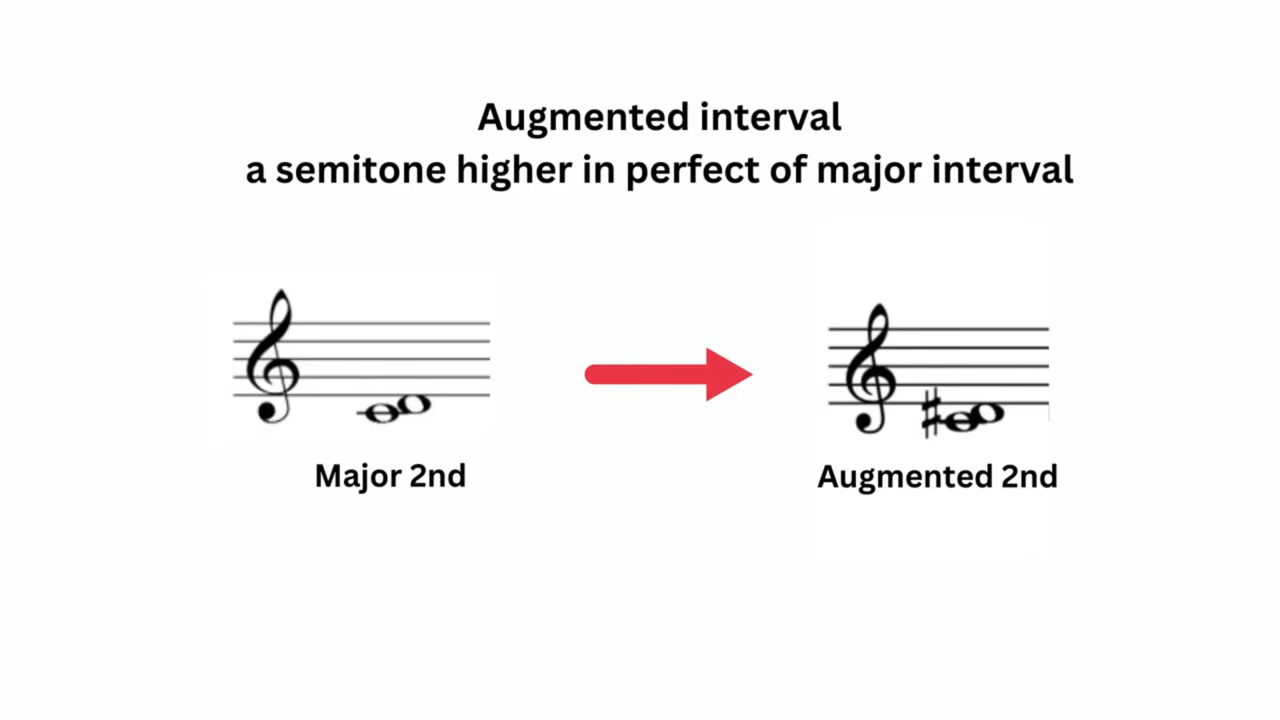 Augmented interval
a semitone higher in perfect of major interval
Major 2nd
Augmented 2nd